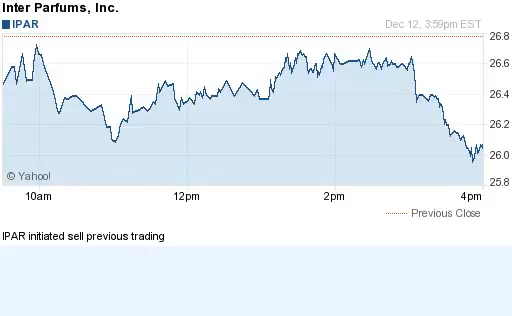 Inter Parfums, Inc.
IPAR
Dec 12, 3:59pm EST
26.8
26.6
26.4
26.2
26.0
25.8
© Yahoo!
10am
12pm
2pm
4pm
Previous Close
IPAR initiated sell previous trading